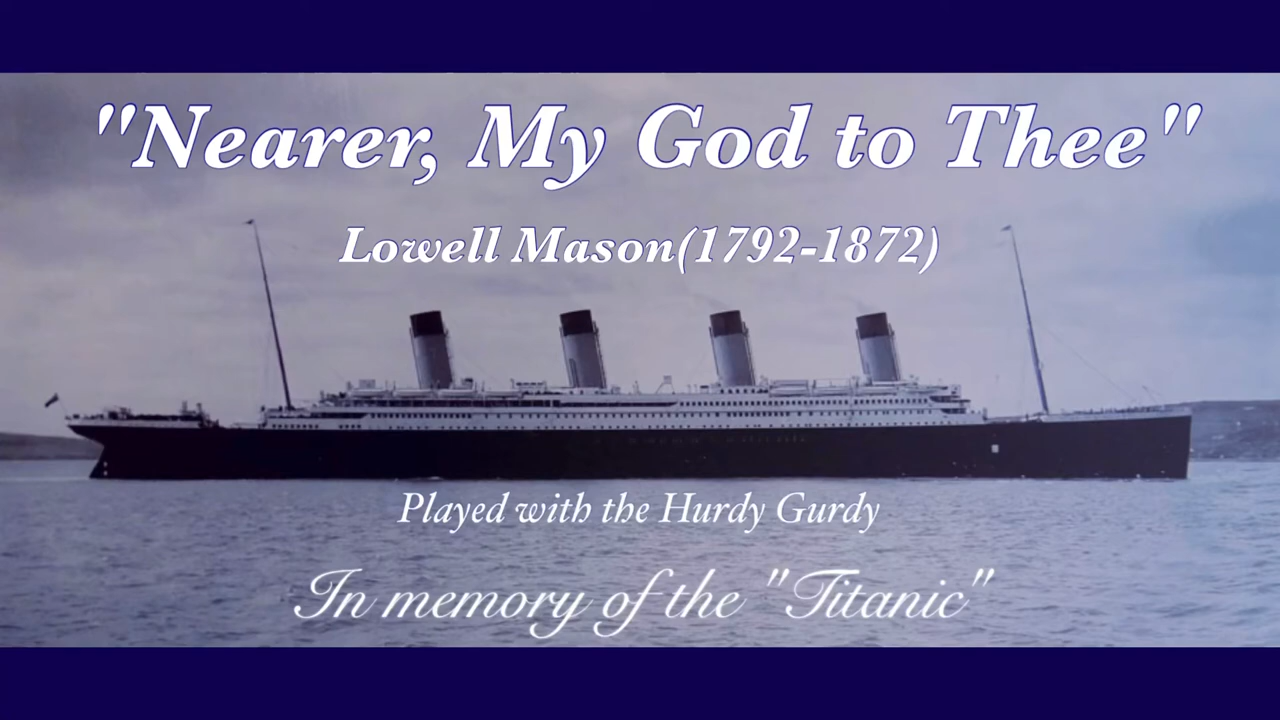 "Nearer, My God to Thee"
Lowell Mason(1792-1872)
Played with the Hurdy Gurdy
In memory of the "Titanic"